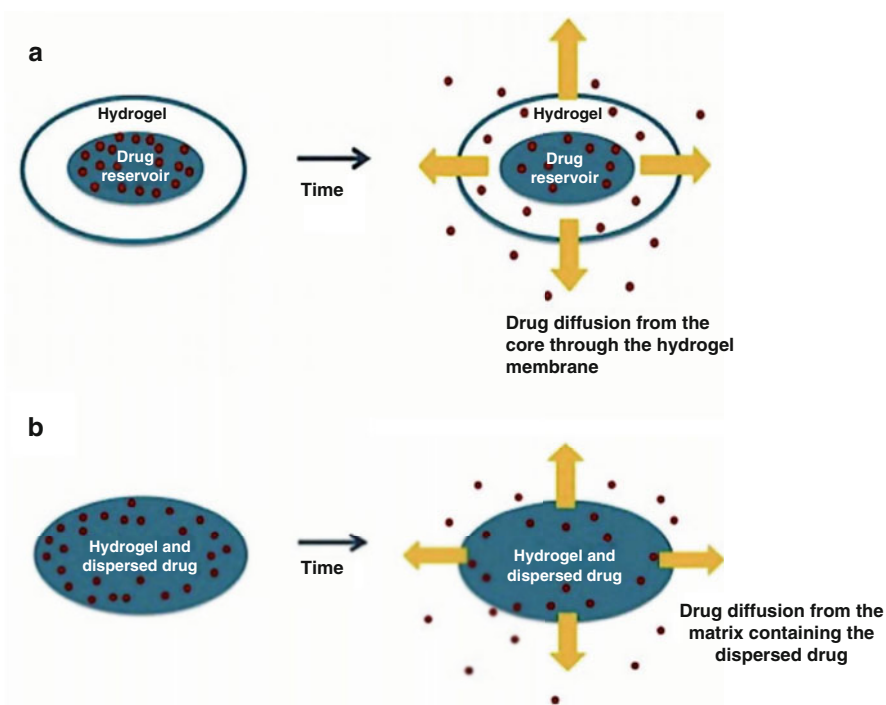 a
Hydrogel
Drug
reservoir
Time
Hydrogel
Drug
reservoir
Drug diffusion from the
core through the hydrogel
membrane
b
Hydrogel and
dispersed drug
Time
Hydrogel and
dispersed drug
Drug diffusion from the
matrix containing the
dispersed drug